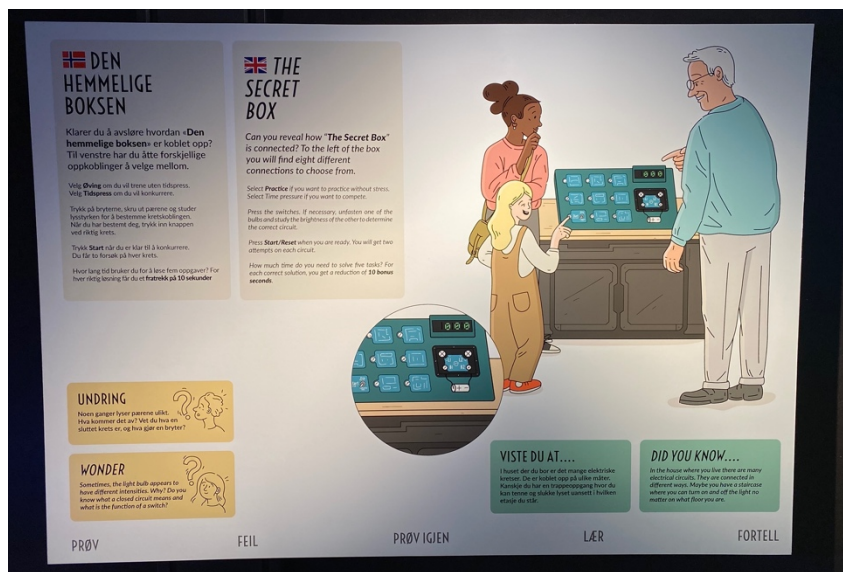 DEN
HEMMELIGE
BOKSEN
Klarer du å avsløre hvordan «Den
hemmelige boksen» er koblet opp?
Til venstre har du åtte forskjellige
oppkoblinger å velge mellom.
Velg Øving om du vil trene uten tidspress.
Velg Tidspress om du vil konkurrere.
Trykk på bryterne, skru ut pærene og studer
lysstyrken for å bestemme kretskoblingen.
Når du har bestemt deg, trykk inn knappen
ved riktig krets.
Trykk Start når du er klar til å konkurrere.
Du får to forsøk på hver krets.
Hvor lang tid bruker du for å løse fem oppgaver? For
hver riktig løsning får du et fratrekk på 10 sekunder
THE
SECRET
BOX
Can you reveal how "The Secret Box"
is connected? To the left of the box
you will find eight different
connections to choose from.
Select Practice if you want to practice without stress.
Select Time pressure if you want to compete.
Press the switches. If necessary, unfasten one of the
bulbs and study the brightness of the other to determine
the correct circuit.
Press Start/Reset when you are ready. You will get two
attempts on each circuit.
How much time do you need to solve five tasks? For
each correct solution, you get a reduction of 10 bonus
seconds.
UNDRING
Noen ganger lyser pærene ulikt.
Hva kommer det av? Vet du hva en
sluttet krets er, og hva gjør en bryter?
WONDER
Sometimes, the light bulb appears to
have different intensities. Why? Do you
know what a closed circuit means and
what is the function of a switch?
VISTE DU AT....
I huset der du bor er det mange elektriske
kretser. De er koblet opp på ulike måter.
Kanskje du har en trappeoppgang hvor du
kan tenne og slukke lyset uansett i hvilken
etasje du står.
DID YOU KNOW....
In the house where you live there are many
electrical circuits. They are connected in
different ways. Maybe you have a staircase
where you can turn on and off the light no
matter on what floor you are.
PRØV
FEIL
PRØV IGJEN
LÆR
FORTELL